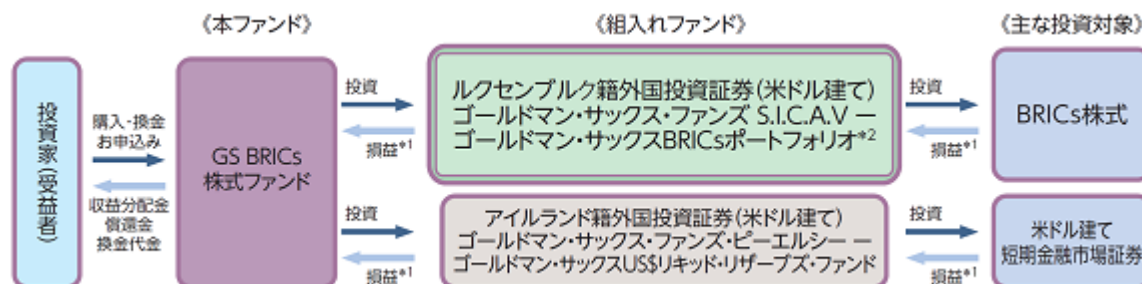 《本ファンド》
《組入れファンド》
《主な投資対象》
投資家(受益者)
購入・換金
お申込み
収益分配金
償還金
換金代金
GS BRICs
株式ファンド
投資
損益*1
ルクセンブルク籍外国投資証券(米ドル建て)
ゴールドマン・サックス・ファンズ S.I.C.A.V ー
ゴールドマン・サックスBRICsポートフォリオ*2
投資
損益*1
BRICs株式
投資
損益*1
アイルランド籍外国投資証券(米ドル建て)
ゴールドマン・サックス・ファンズ・ピーエルシー ー
ゴールドマン・サックスUS$リキッド・リザーブズ・ファンド
投資
損益*1
米ドル建て
短期金融市場証券